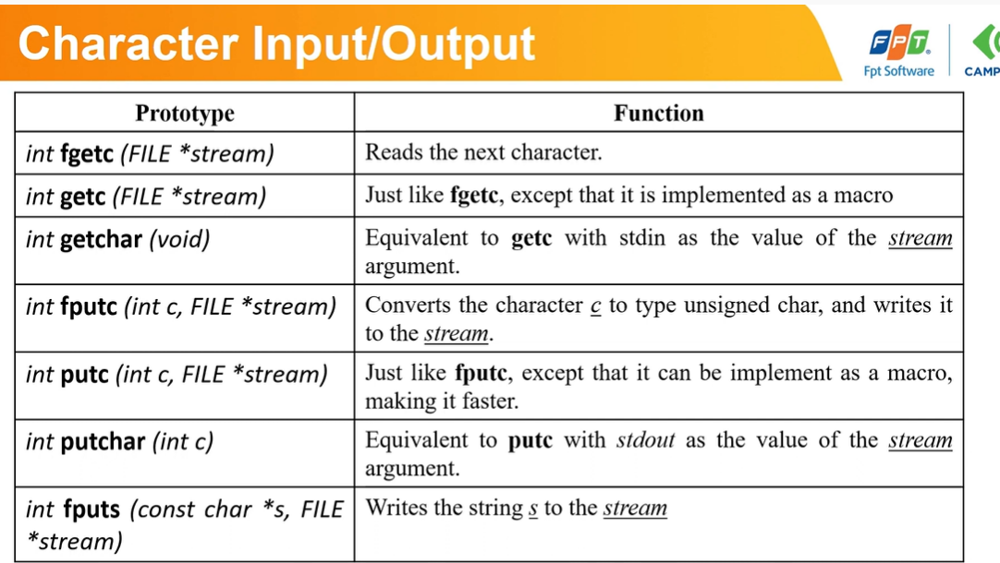 Character Input/Output
FPT
Fpt Software
CAMP
Prototype Function
int fgetc (FILE *stream) Reads the next character.
int getc (FILE *stream) Just like fgetc, except that it is implemented as a macro
int getchar (void) Equivalent to getc with stdin as the value of the stream
argument.
int fputc (int c, FILE *stream) Converts the character c to type unsigned char, and writes it
to the stream.
int putc (int c, FILE *stream) Just like fputc, except that it can be implement as a macro,
making it faster.
int putchar (int c) Equivalent to putc with stdout as the value of the stream
argument.
int fputs (const char *s, FILE Writes the string s to the stream
*stream)